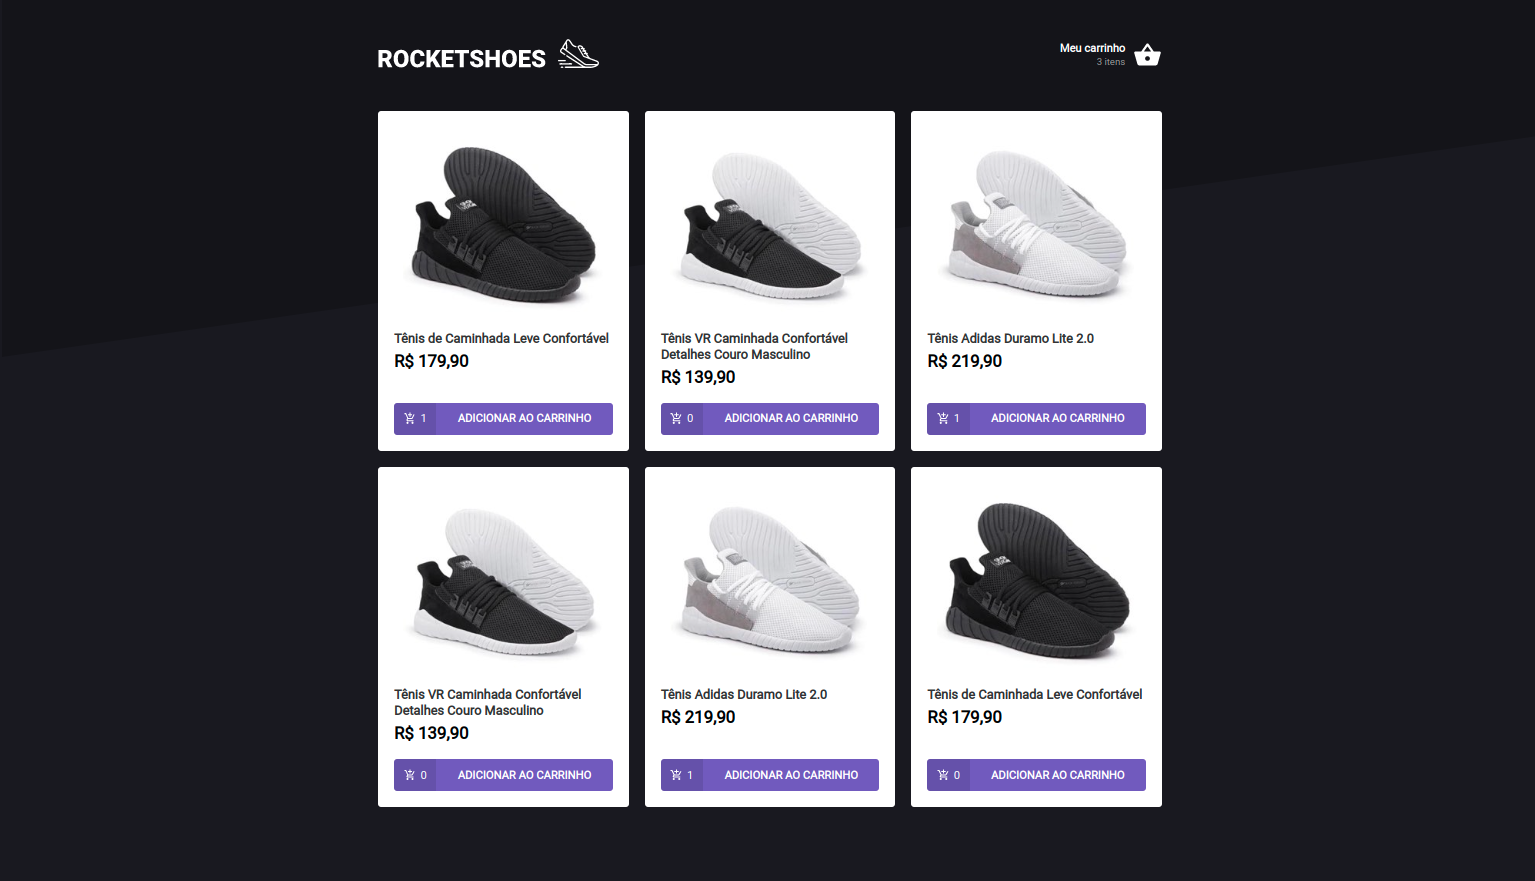 ROCKETSHOES
Meu carrinho
3 itens
Tênis de Caminhada Leve Confortável
R$ 179,90
1 ADICIONAR AO CARRINHO
Tênis VR Caminhada Confortável
Detalhes Couro Masculino
R$ 139,90
0 ADICIONAR AO CARRINHO
Tênis Adidas Duramo Lite 2.0
R$ 219,90
1 ADICIONAR AO CARRINHO
Tênis VR Caminhada Confortável
Detalhes Couro Masculino
R$ 139,90
0 ADICIONAR AO CARRINHO
Tênis Adidas Duramo Lite 2.0
R$ 219,90
1 ADICIONAR AO CARRINHO
Tênis de Caminhada Leve Confortável
R$ 179,90
0 ADICIONAR AO CARRINHO